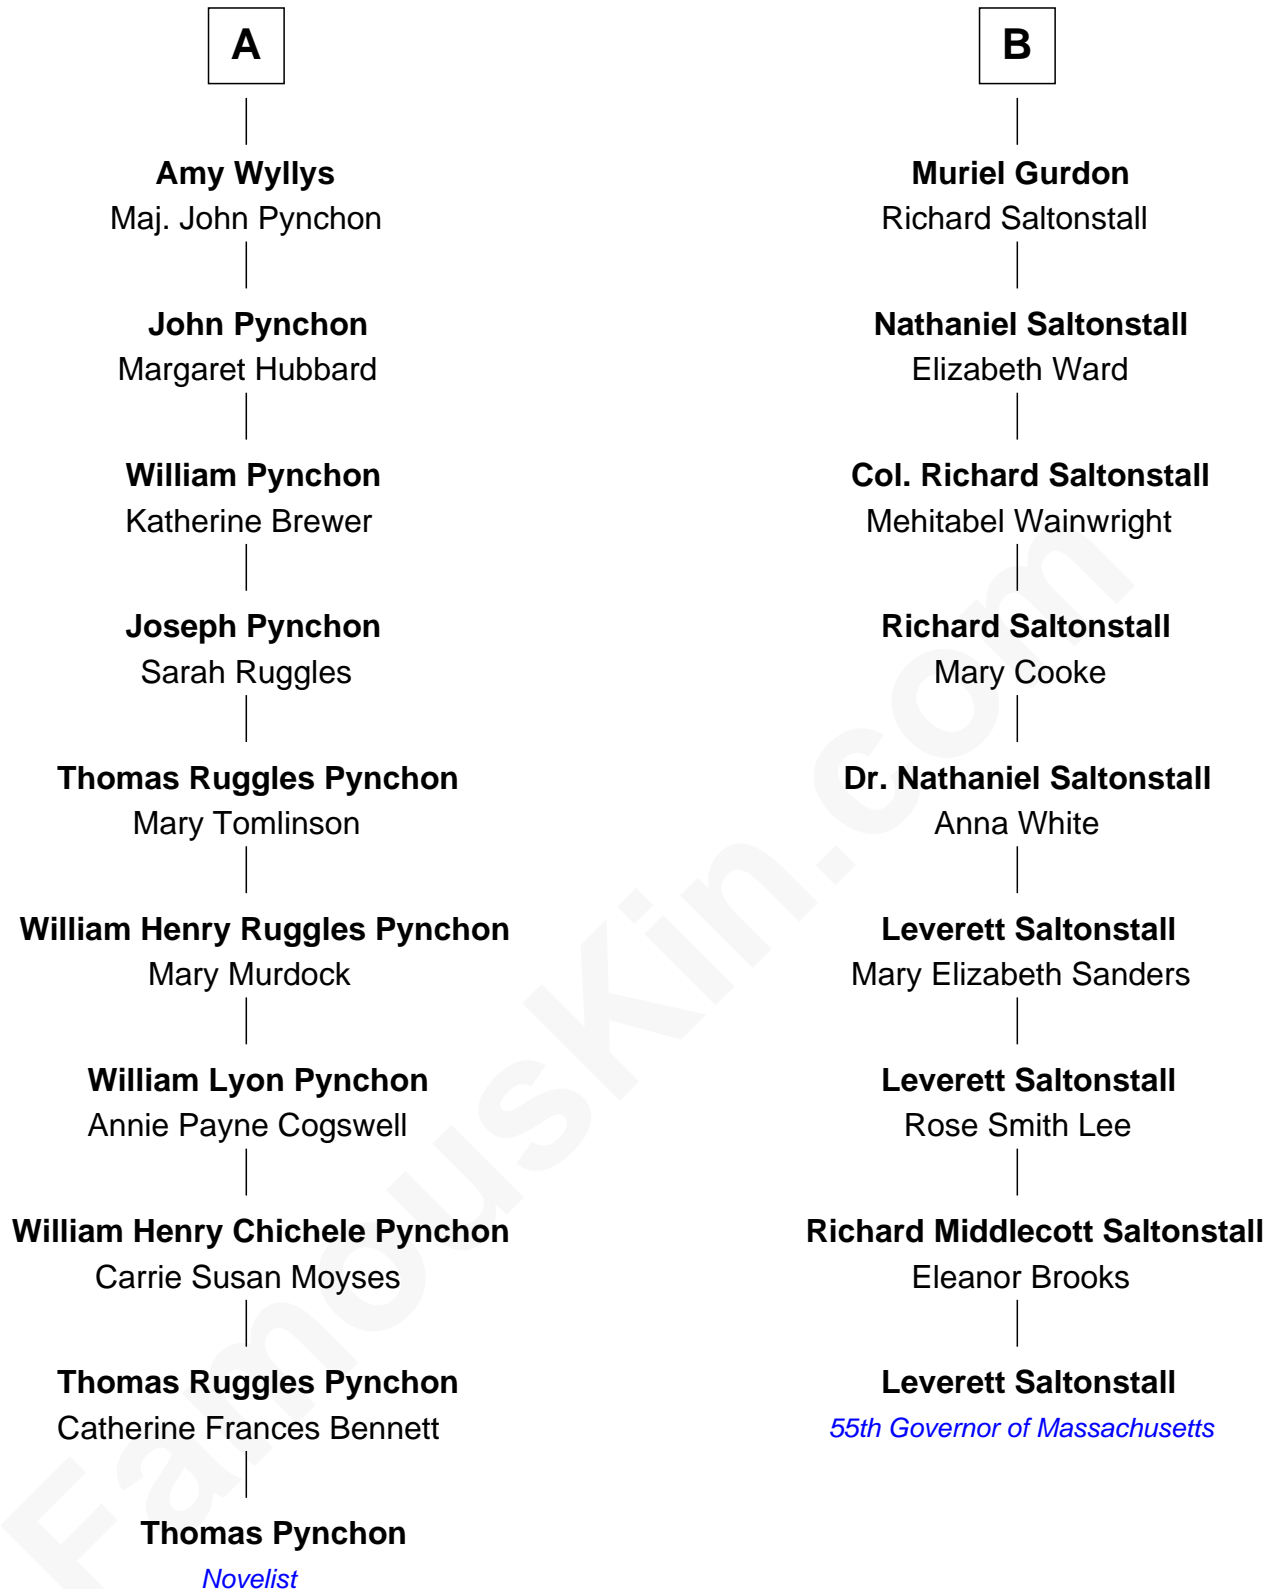 A
Amy Wyllys
Maj. John Pynchon
John Pynchon
Margaret Hubbard
William Pynchon
Katherine Brewer
Joseph Pynchon
Sarah Ruggles
Thomas Ruggles Pynchon
Mary Tomlinson
William Henry Ruggles Pynchon
Mary Murdock
William Lyon Pynchon
Annie Payne Cogswell
William Henry Chichele Pynchon
Carrie Susan Moyses
Thomas Ruggles Pynchon
Catherine Frances Bennett
Thomas Pynchon
Novelist
B
Muriel Gurdon
Richard Saltonstall
Nathaniel Saltonstall
Elizabeth Ward
Col. Richard Saltonstall
Mehitabel Wainwright
Richard Saltonstall
Mary Cooke
Dr. Nathaniel Saltonstall
Anna White
Leverett Saltonstall
Mary Elizabeth Sanders
Leverett Saltonstall
Rose Smith Lee
Richard Middlecott Saltonstall
Eleanor Brooks
Leverett Saltonstall
55th Governor of Massachusetts
FamousKin.com